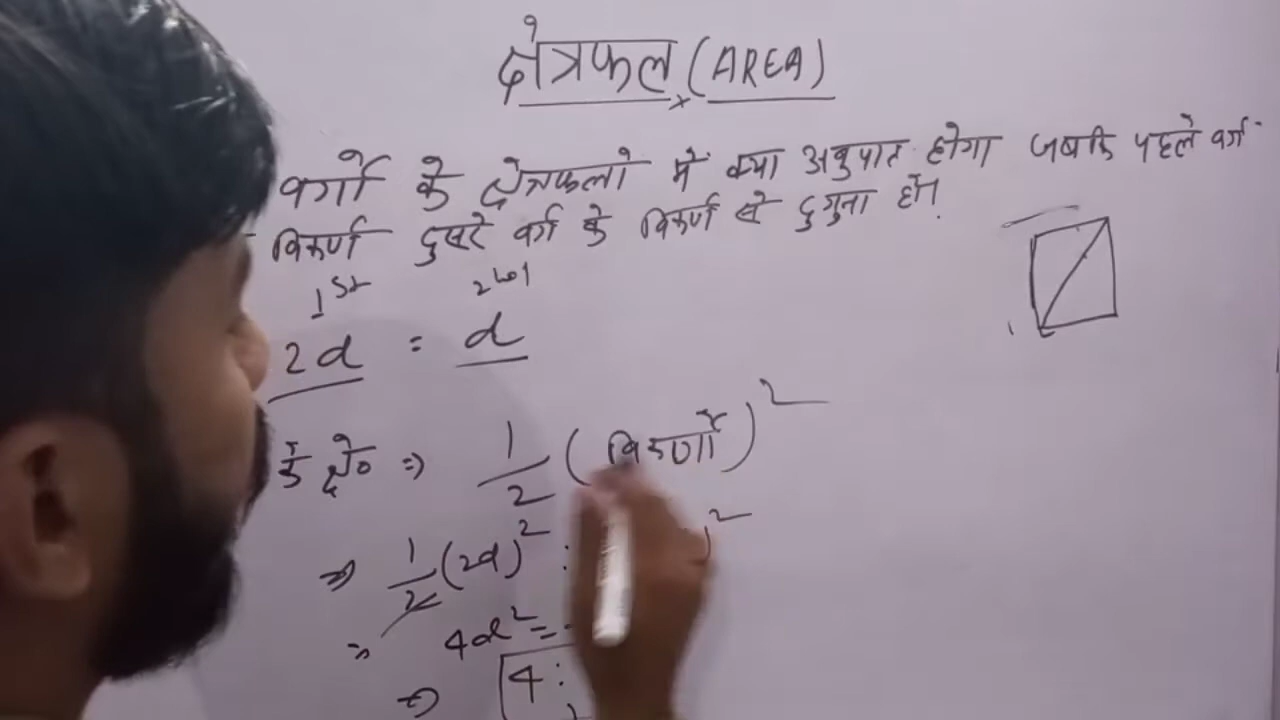 क्षेत्रफल (AREA)
वर्गो के क्षेत्रफलो मे क्या अनुपात होगा जबकि पहले वर्ग
विकर्ण दुसरे वर्ग के विकर्ण से दुगुना हो।
1st
2d : d
के क्षे० ⇒ 1/2 (विकर्णो)²
⇒ 1/2 (2d)² :
= 4d² =
⇒ 4 :